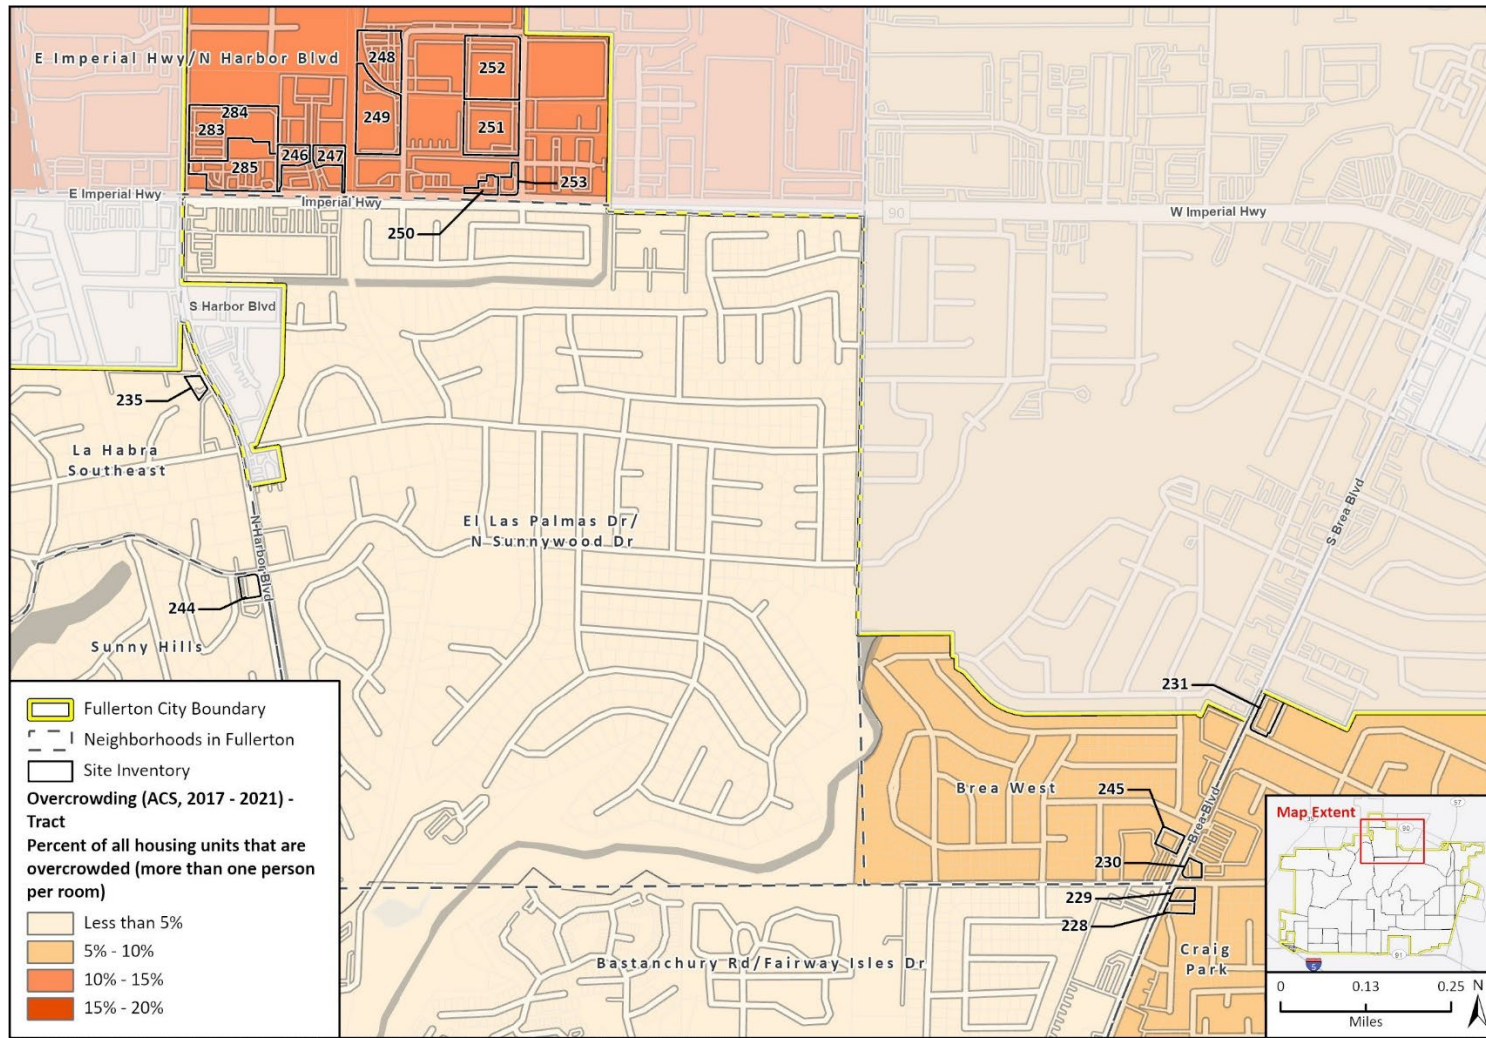 E Imperial Hwy/N Harbor Blvd
248
252
284
283
249
251
246
247
285
253
E Imperial Hwy
Imperial Hwy
250
90
W Imperial Hwy
S Harbor Blvd
235
La Habra
Southeast
N Harbor Blvd
El Las Palmas Dr/
N Sunnywood Dr
S Brea Blvd
244
Sunny Hills
231
Brea West
245
Brea Blvd
230
229
228
Craig
Park
Bastanchury Rd/Fairway Isles Dr
Fullerton City Boundary
Neighborhoods in Fullerton
Site Inventory
Overcrowding (ACS, 2017 - 2021) -
Tract
Percent of all housing units that are
overcrowded (more than one person
per room)
Less than 5%
5% - 10%
10% - 15%
15% - 20%
Map Extent
57
90
91
5
0 0.13 0.25
Miles
N